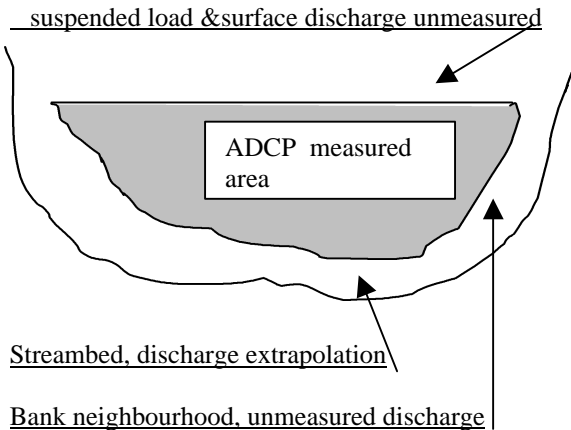 suspended load &surface discharge unmeasured
ADCP measured
area
Streambed, discharge extrapolation
Bank neighbourhood, unmeasured discharge